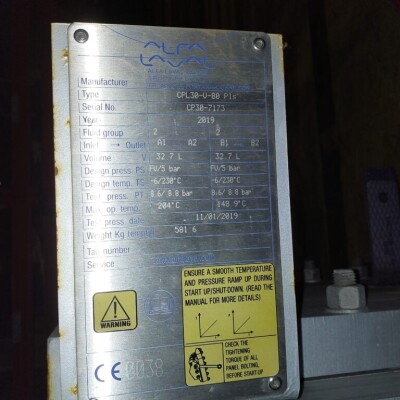 ALFA
LAVAL
Manufacturer
Type CPL30-V-80 Pls
Serial No. CP30-7173
Year 2019
Fluid group 2 2
Inlet → Outlet A1 A2 B1 B2
Volume V 32.7 L 32.7 L
Design press. PS FV/5 bar FV/5 bar
Design temp. TS -6/230°C -6/230°C
Test press. PT 8.6/ 8.8 bar 8.6/ 8.8 bar
Max op. temp. 204°C 148.9°C
Test press. date 11/01/2019
Weight Kg 581.6
Tag number
Service
ENSURE A SMOOTH TEMPERATURE
AND PRESSURE RAMP UP DURING
START UP/SHUT-DOWN. (READ THE
MANUAL FOR MORE DETAILS)
WARNING
CHECK THE
TIGHTENING
TORQUE OF ALL
PANEL BOLTING,
BEFORE START-UP
CE 0038